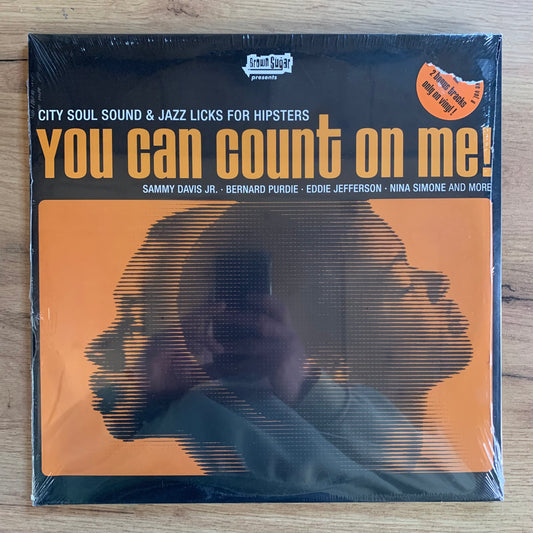 Brown Sugar
presents
2 bonus tracks
only on vinyl!
CITY SOUL SOUND & JAZZ LICKS FOR HIPSTERS
YOU CAN COUNT ON ME!
SAMMY DAVIS JR. · BERNARD PURDIE · EDDIE JEFFERSON · NINA SIMONE AND MORE